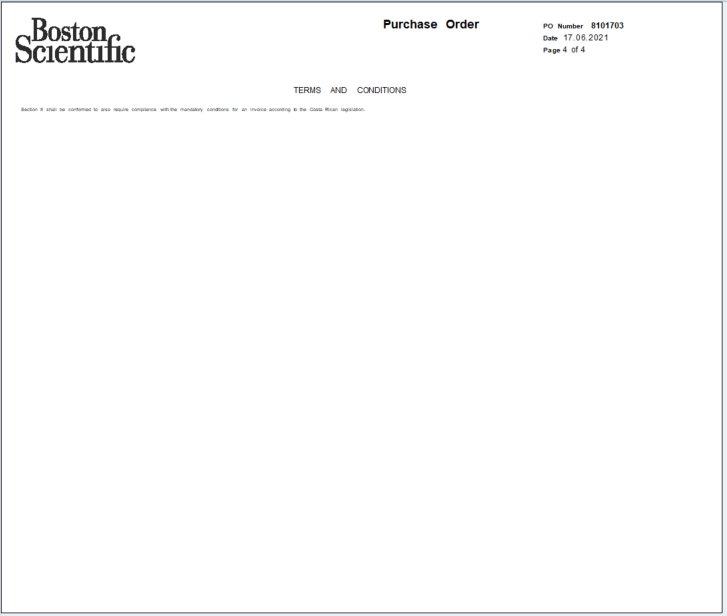 Boston
Scientific
Purchase Order
PO Number 8101703
Date 17.06.2021
Page 4 of 4
TERMS AND CONDITIONS
Section 8 shall be conformed to also require compliance with the mandatory conditions for an invoice according to the Costa Rican legislation.